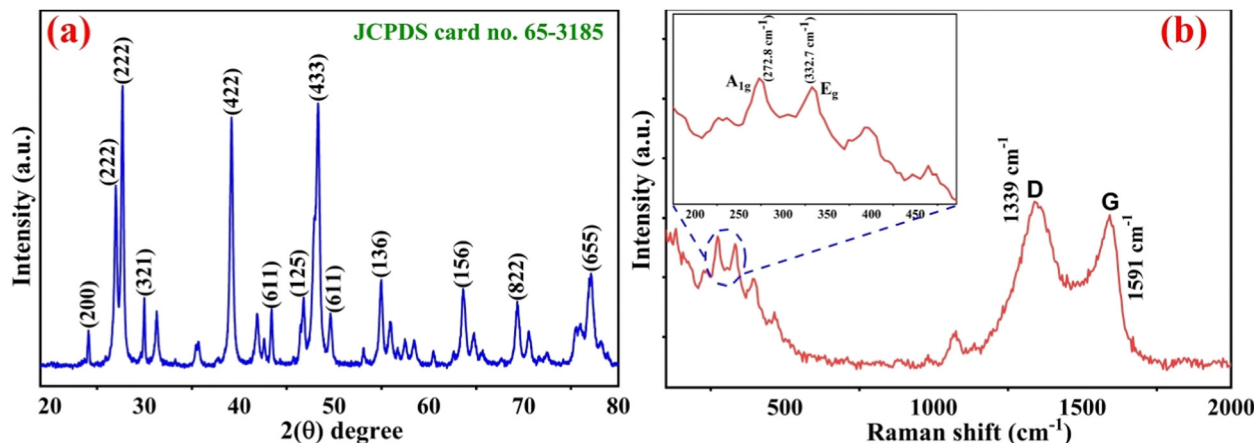 (a)
JCPDS card no. 65-3185
(200)
(222)
(222)
(321)
(422)
(611)
(125)
(433)
(611)
(136)
(156)
(822)
(655)
Intensity (a.u.)
20 30 40 50 60 70 80
2(θ) degree
(b)
A1g
(272.8 cm-1)
(332.7 cm-1)
Eg
200 250 300 350 400 450
1339 cm-1
D
G
1591 cm-1
Intensity (a.u.)
500 1000 1500 2000
Raman shift (cm-1)